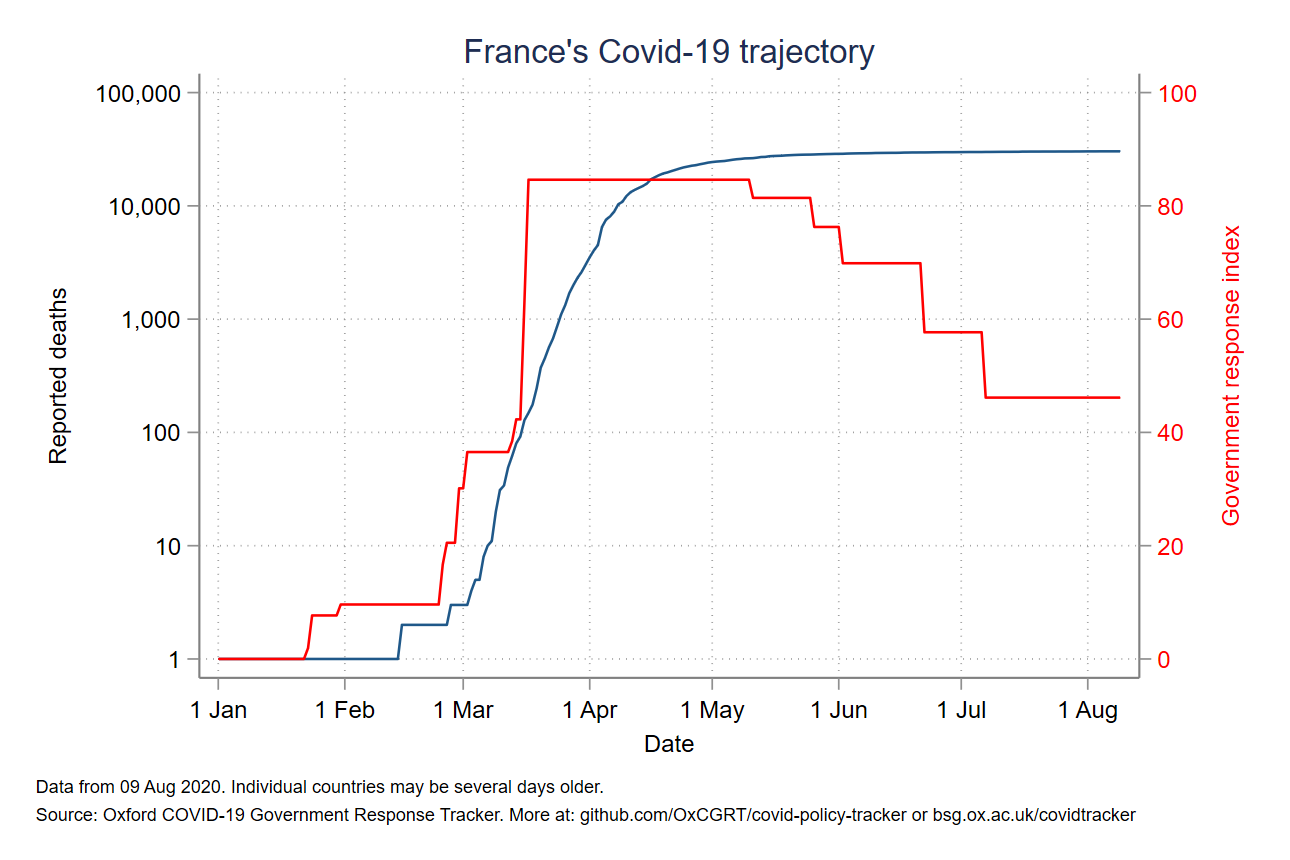 France's Covid-19 trajectory
100,000
10,000
1,000
100
10
1
Reported deaths
100
80
60
40
20
0
Government response index
1 Jan 1 Feb 1 Mar 1 Apr 1 May 1 Jun 1 Jul 1 Aug
Date
Data from 09 Aug 2020. Individual countries may be several days older.
Source: Oxford COVID-19 Government Response Tracker. More at: github.com/OxCGRT/covid-policy-tracker or bsg.ox.ac.uk/covidtracker